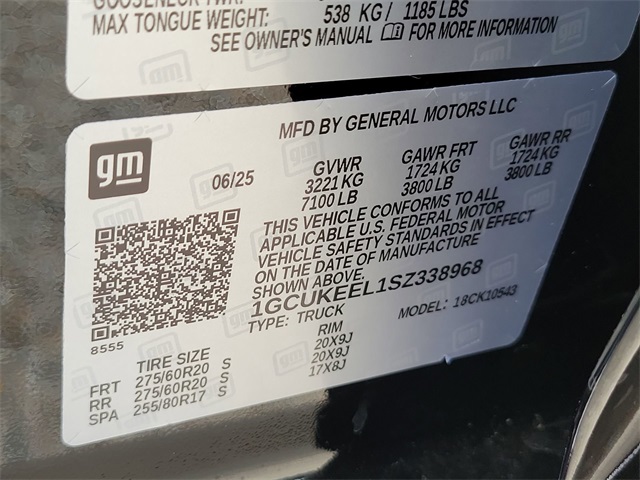 MAX TONGUE WEIGHT: 538 KG / 1185 LBS
SEE OWNER'S MANUAL FOR MORE INFORMATION
MFD BY GENERAL MOTORS LLC
gm
06/25
GVWR GAWR FRT GAWR RR
3221 KG 1724 KG 1724 KG
7100 LB 3800 LB 3800 LB
THIS VEHICLE CONFORMS TO ALL
APPLICABLE U.S. FEDERAL MOTOR
VEHICLE SAFETY STANDARDS IN EFFECT
ON THE DATE OF MANUFACTURE
SHOWN ABOVE.
1GCUKEEL1SZ338968
TYPE: TRUCK MODEL: 18CK10543
8555
TIRE SIZE RIM
FRT 275/60R20 S 20X9J
RR 275/60R20 S 20X9J
SPA 255/80R17 S 17X8J